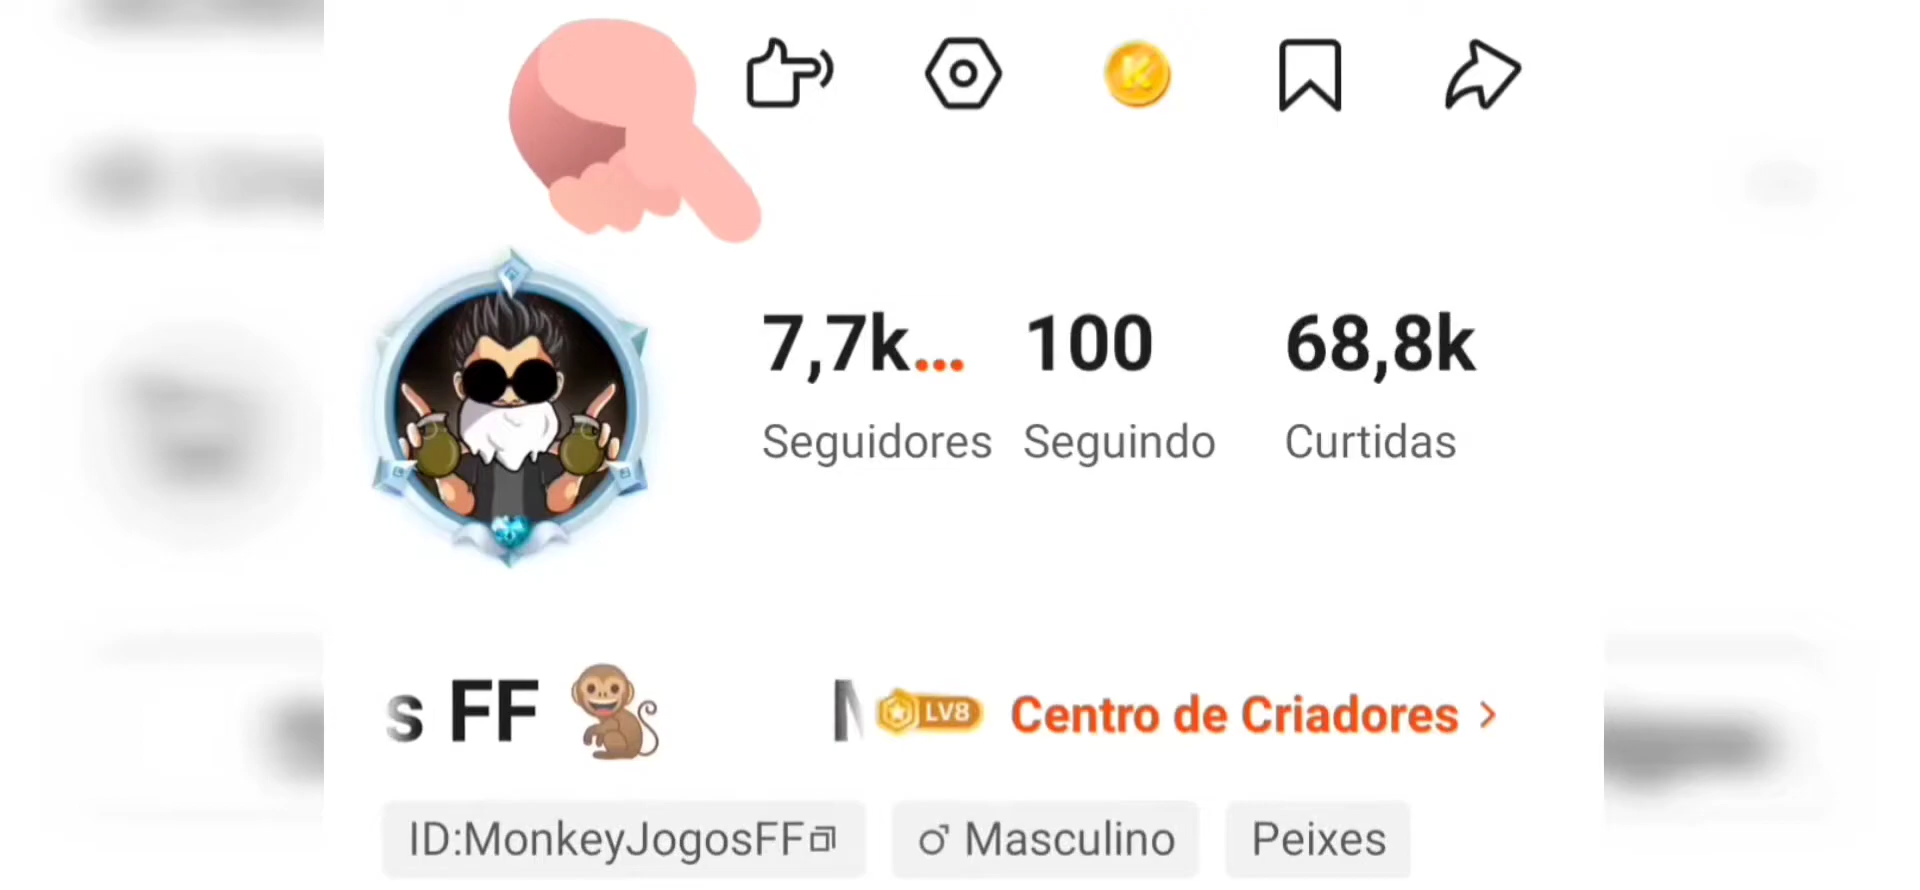 K
7,7k... 100 68,8k
Seguidores Seguindo Curtidas
s FF LV8 Centro de Criadores >
ID:MonkeyJogosFF ♂ Masculino Peixes